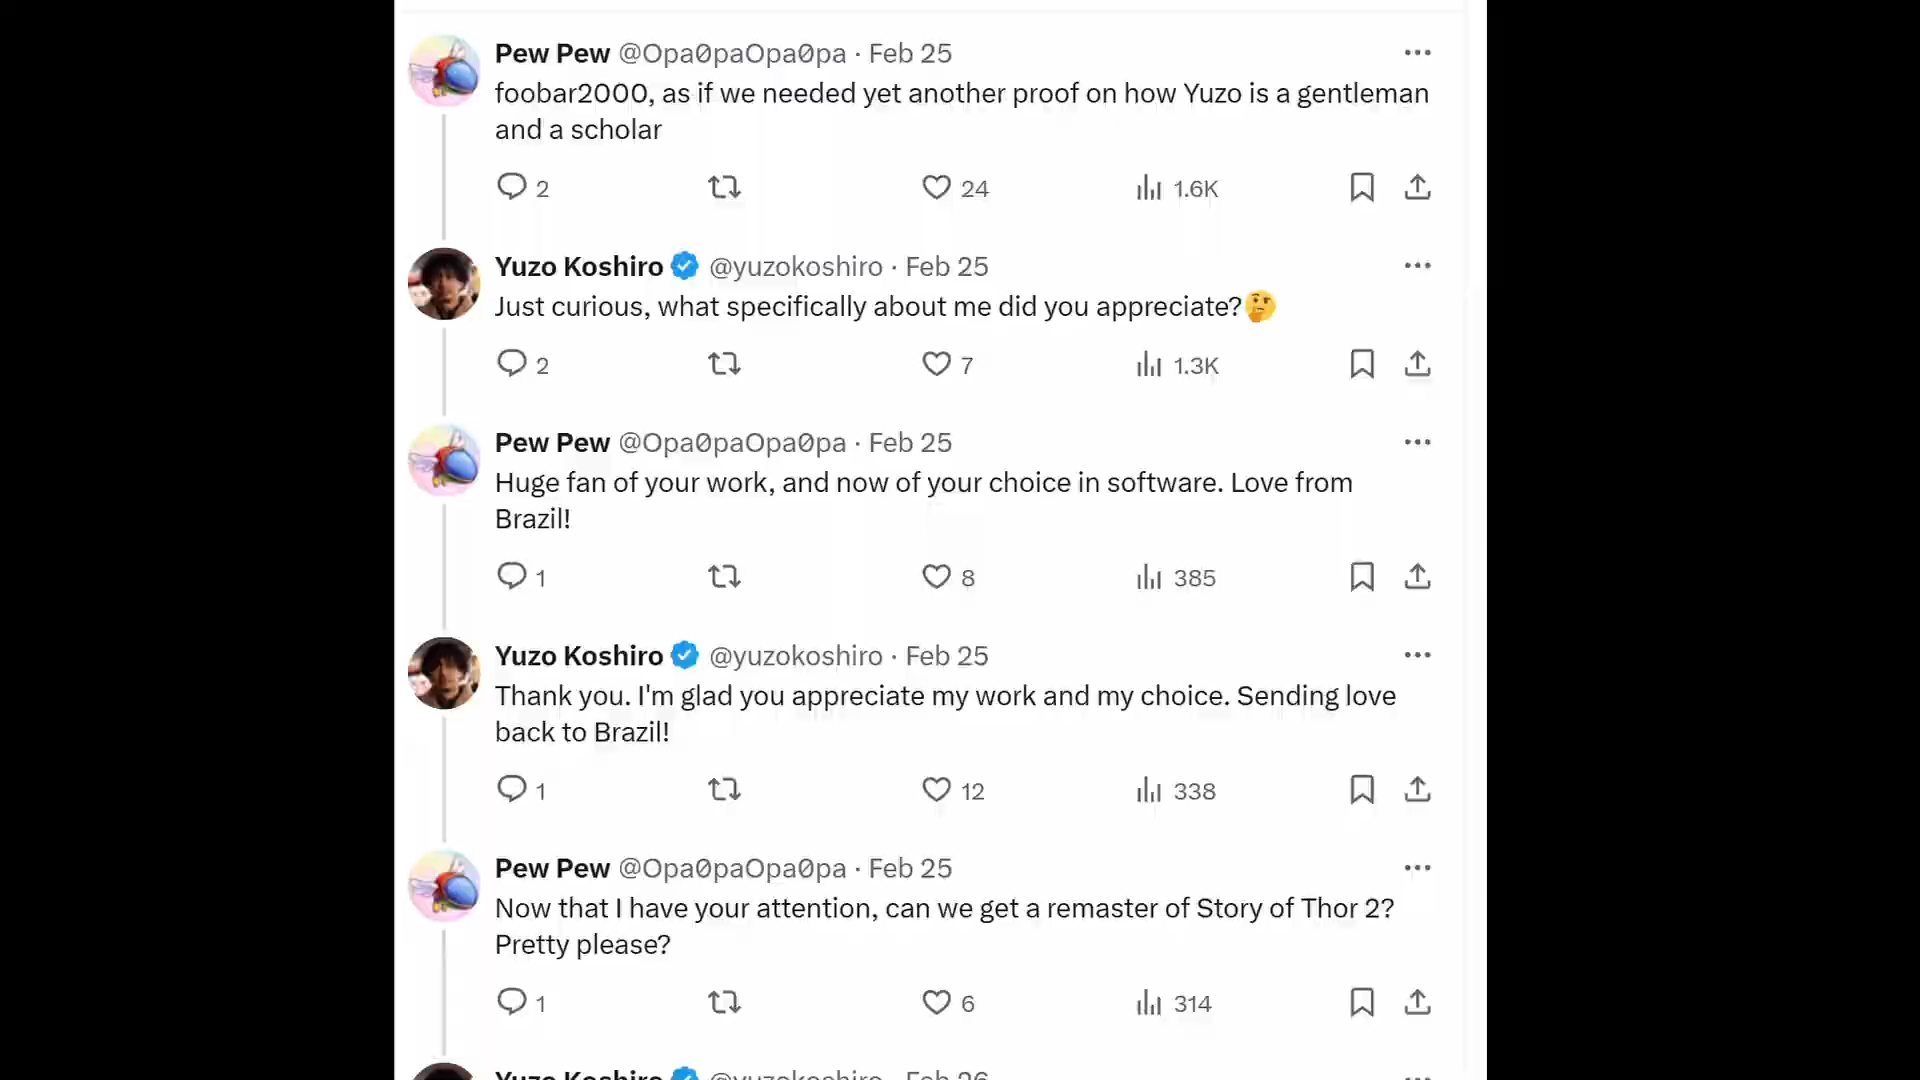 Pew Pew @Opa0paOpa0pa · Feb 25
foobar2000, as if we needed yet another proof on how Yuzo is a gentleman
and a scholar
2 24 1.6K
Yuzo Koshiro @yuzokoshiro · Feb 25
Just curious, what specifically about me did you appreciate?🤔
2 7 1.3K
Pew Pew @Opa0paOpa0pa · Feb 25
Huge fan of your work, and now of your choice in software. Love from
Brazil!
1 8 385
Yuzo Koshiro @yuzokoshiro · Feb 25
Thank you. I'm glad you appreciate my work and my choice. Sending love
back to Brazil!
1 12 338
Pew Pew @Opa0paOpa0pa · Feb 25
Now that I have your attention, can we get a remaster of Story of Thor 2?
Pretty please?
1 6 314
Yuzo Koshiro @yuzokoshiro · Feb 26